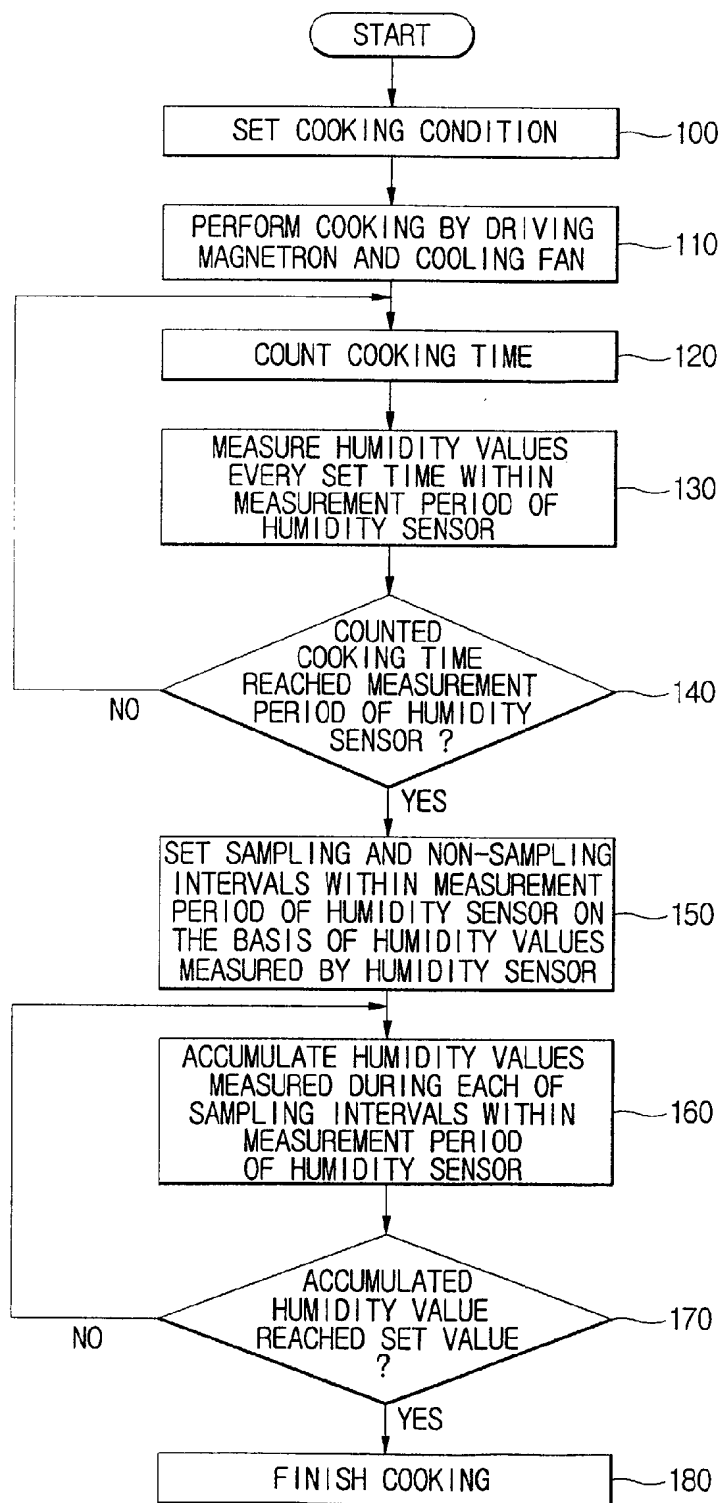 START
SET COOKING CONDITION
100
PERFORM COOKING BY DRIVING
MAGNETRON AND COOLING FAN
110
COUNT COOKING TIME
120
MEASURE HUMIDITY VALUES
EVERY SET TIME WITHIN
MEASUREMENT PERIOD OF
HUMIDITY SENSOR
130
COUNTED
COOKING TIME
REACHED MEASUREMENT
PERIOD OF HUMIDITY
SENSOR ?
140
NO
YES
SET SAMPLING AND NON-SAMPLING
INTERVALS WITHIN MEASUREMENT
PERIOD OF HUMIDITY SENSOR ON
THE BASIS OF HUMIDITY VALUES
MEASURED BY HUMIDITY SENSOR
150
ACCUMULATE HUMIDITY VALUES
MEASURED DURING EACH OF
SAMPLING INTERVALS WITHIN
MEASUREMENT PERIOD
OF HUMIDITY SENSOR
160
ACCUMULATED
HUMIDITY VALUE
REACHED SET VALUE
?
170
NO
YES
FINISH COOKING
180